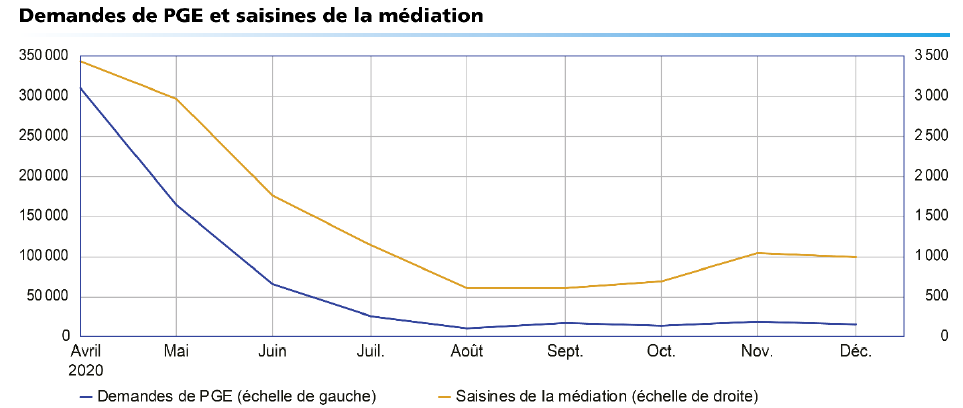 Demandes de PGE et saisines de la médiation
350 000 3 500
300 000 3 000
250 000 2 500
200 000 2 000
150 000 1 500
100 000 1 000
50 000 500
0 0
Avril Mai Juin Juil. Août Sept. Oct. Nov. Déc.
2020
Demandes de PGE (échelle de gauche) Saisines de la médiation (échelle de droite)